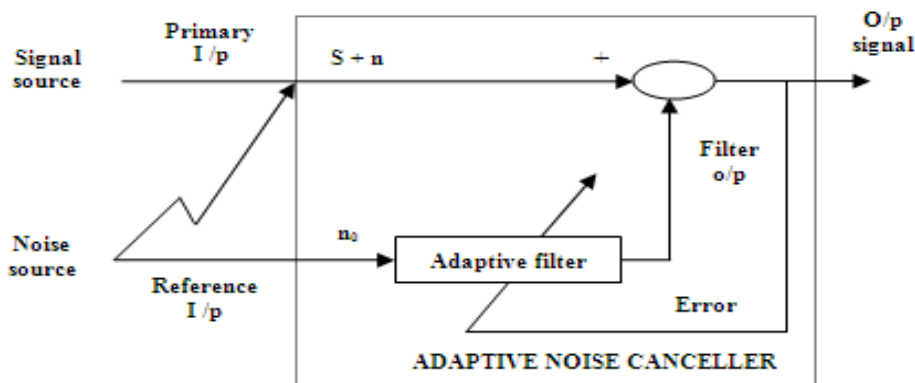 Primary
I /p
O/p
signal
Signal
source
S + n
+
Filter
o/p
Noise
source
n₀
Adaptive filter
Reference
I /p
Error
ADAPTIVE NOISE CANCELLER